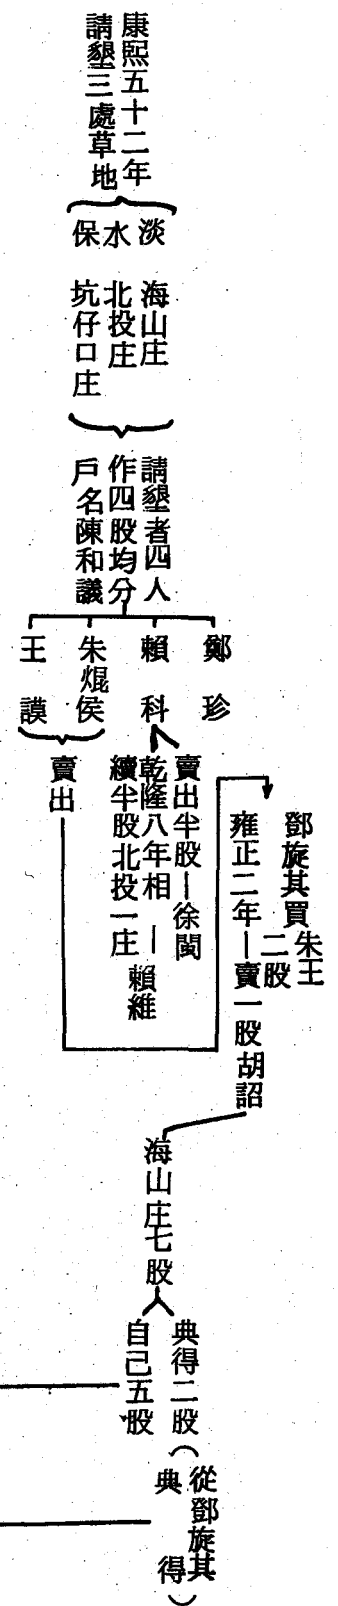 康熙五十二年
請墾三處草地
淡水保
海山庄
北投庄
坑仔口庄
請墾者四人
作四股均分
戶名陳和議
鄭珍
賴科
朱焜侯
王謨
賣出半股—徐閩
乾隆八年相
續半股北投一庄—賴維
賣出
鄧旋其買朱王二股
雍正二年—賣一股胡詔
海山庄七股
典得二股(從鄧旋其典得)
自己五股